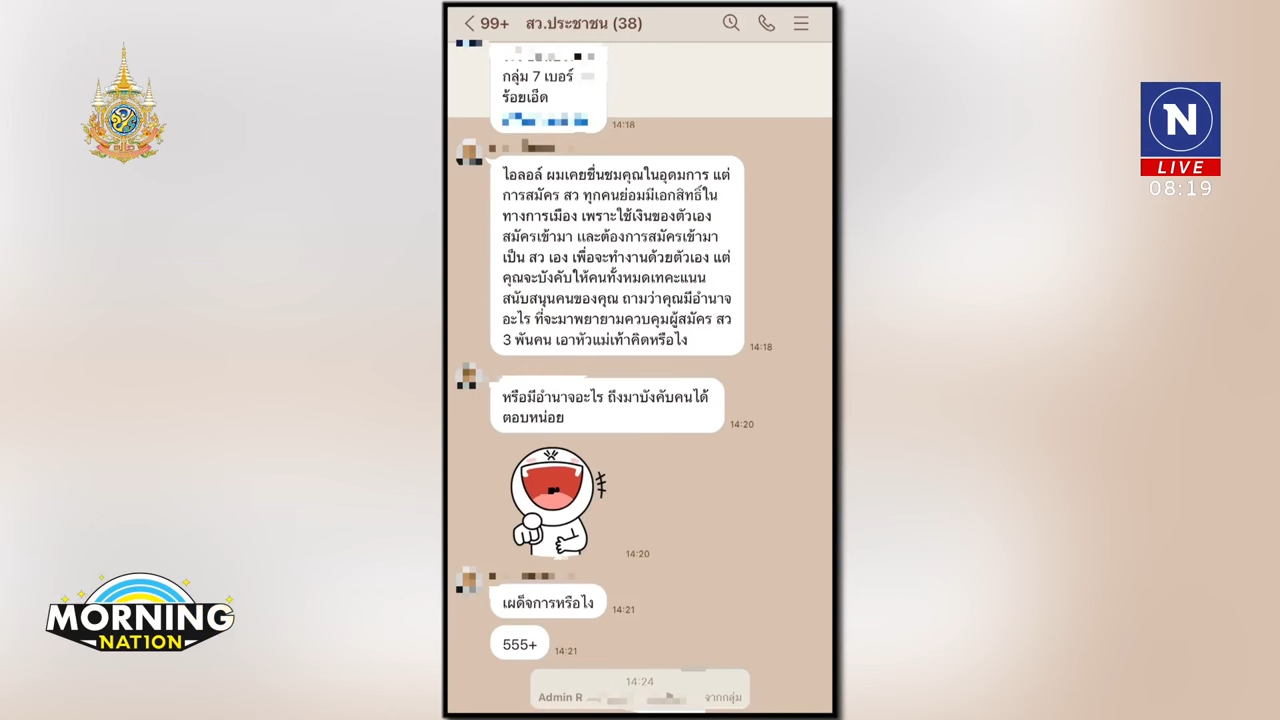 99+ สว.ประชาชน (38)
กลุ่ม 7 เบอร์
ร้อยเอ็ด
14:18
ไอลอล์ ผมเคยชื่นชมคุณในอุดมการ แต่
การสมัคร สว ทุกคนย่อมมีเอกสิทธิ์ใน
ทางการเมือง เพราะใช้เงินของตัวเอง
สมัครเข้ามา และต้องการสมัครเข้ามา
เป็น สว เอง เพื่อจะทำงานด้วยตัวเอง แต่
คุณจะบังคับให้คนทั้งหมดเทคะแนน
สนับสนุนคนของคุณ ถามว่าคุณมีอำนาจ
อะไร ที่จะมาพยายามควบคุมผู้สมัคร สว
3 พันคน เอาหัวแม่เท้าคิดหรือไง
14:18
หรือมีอำนาจอะไร ถึงมาบังคับคนได้
ตอบหน่อย
14:20
14:20
เผด็จการหรือไง
14:21
555+
14:21
14:24
Admin R
จากกลุ่ม
N
LIVE
08:19
MORNING
NATION